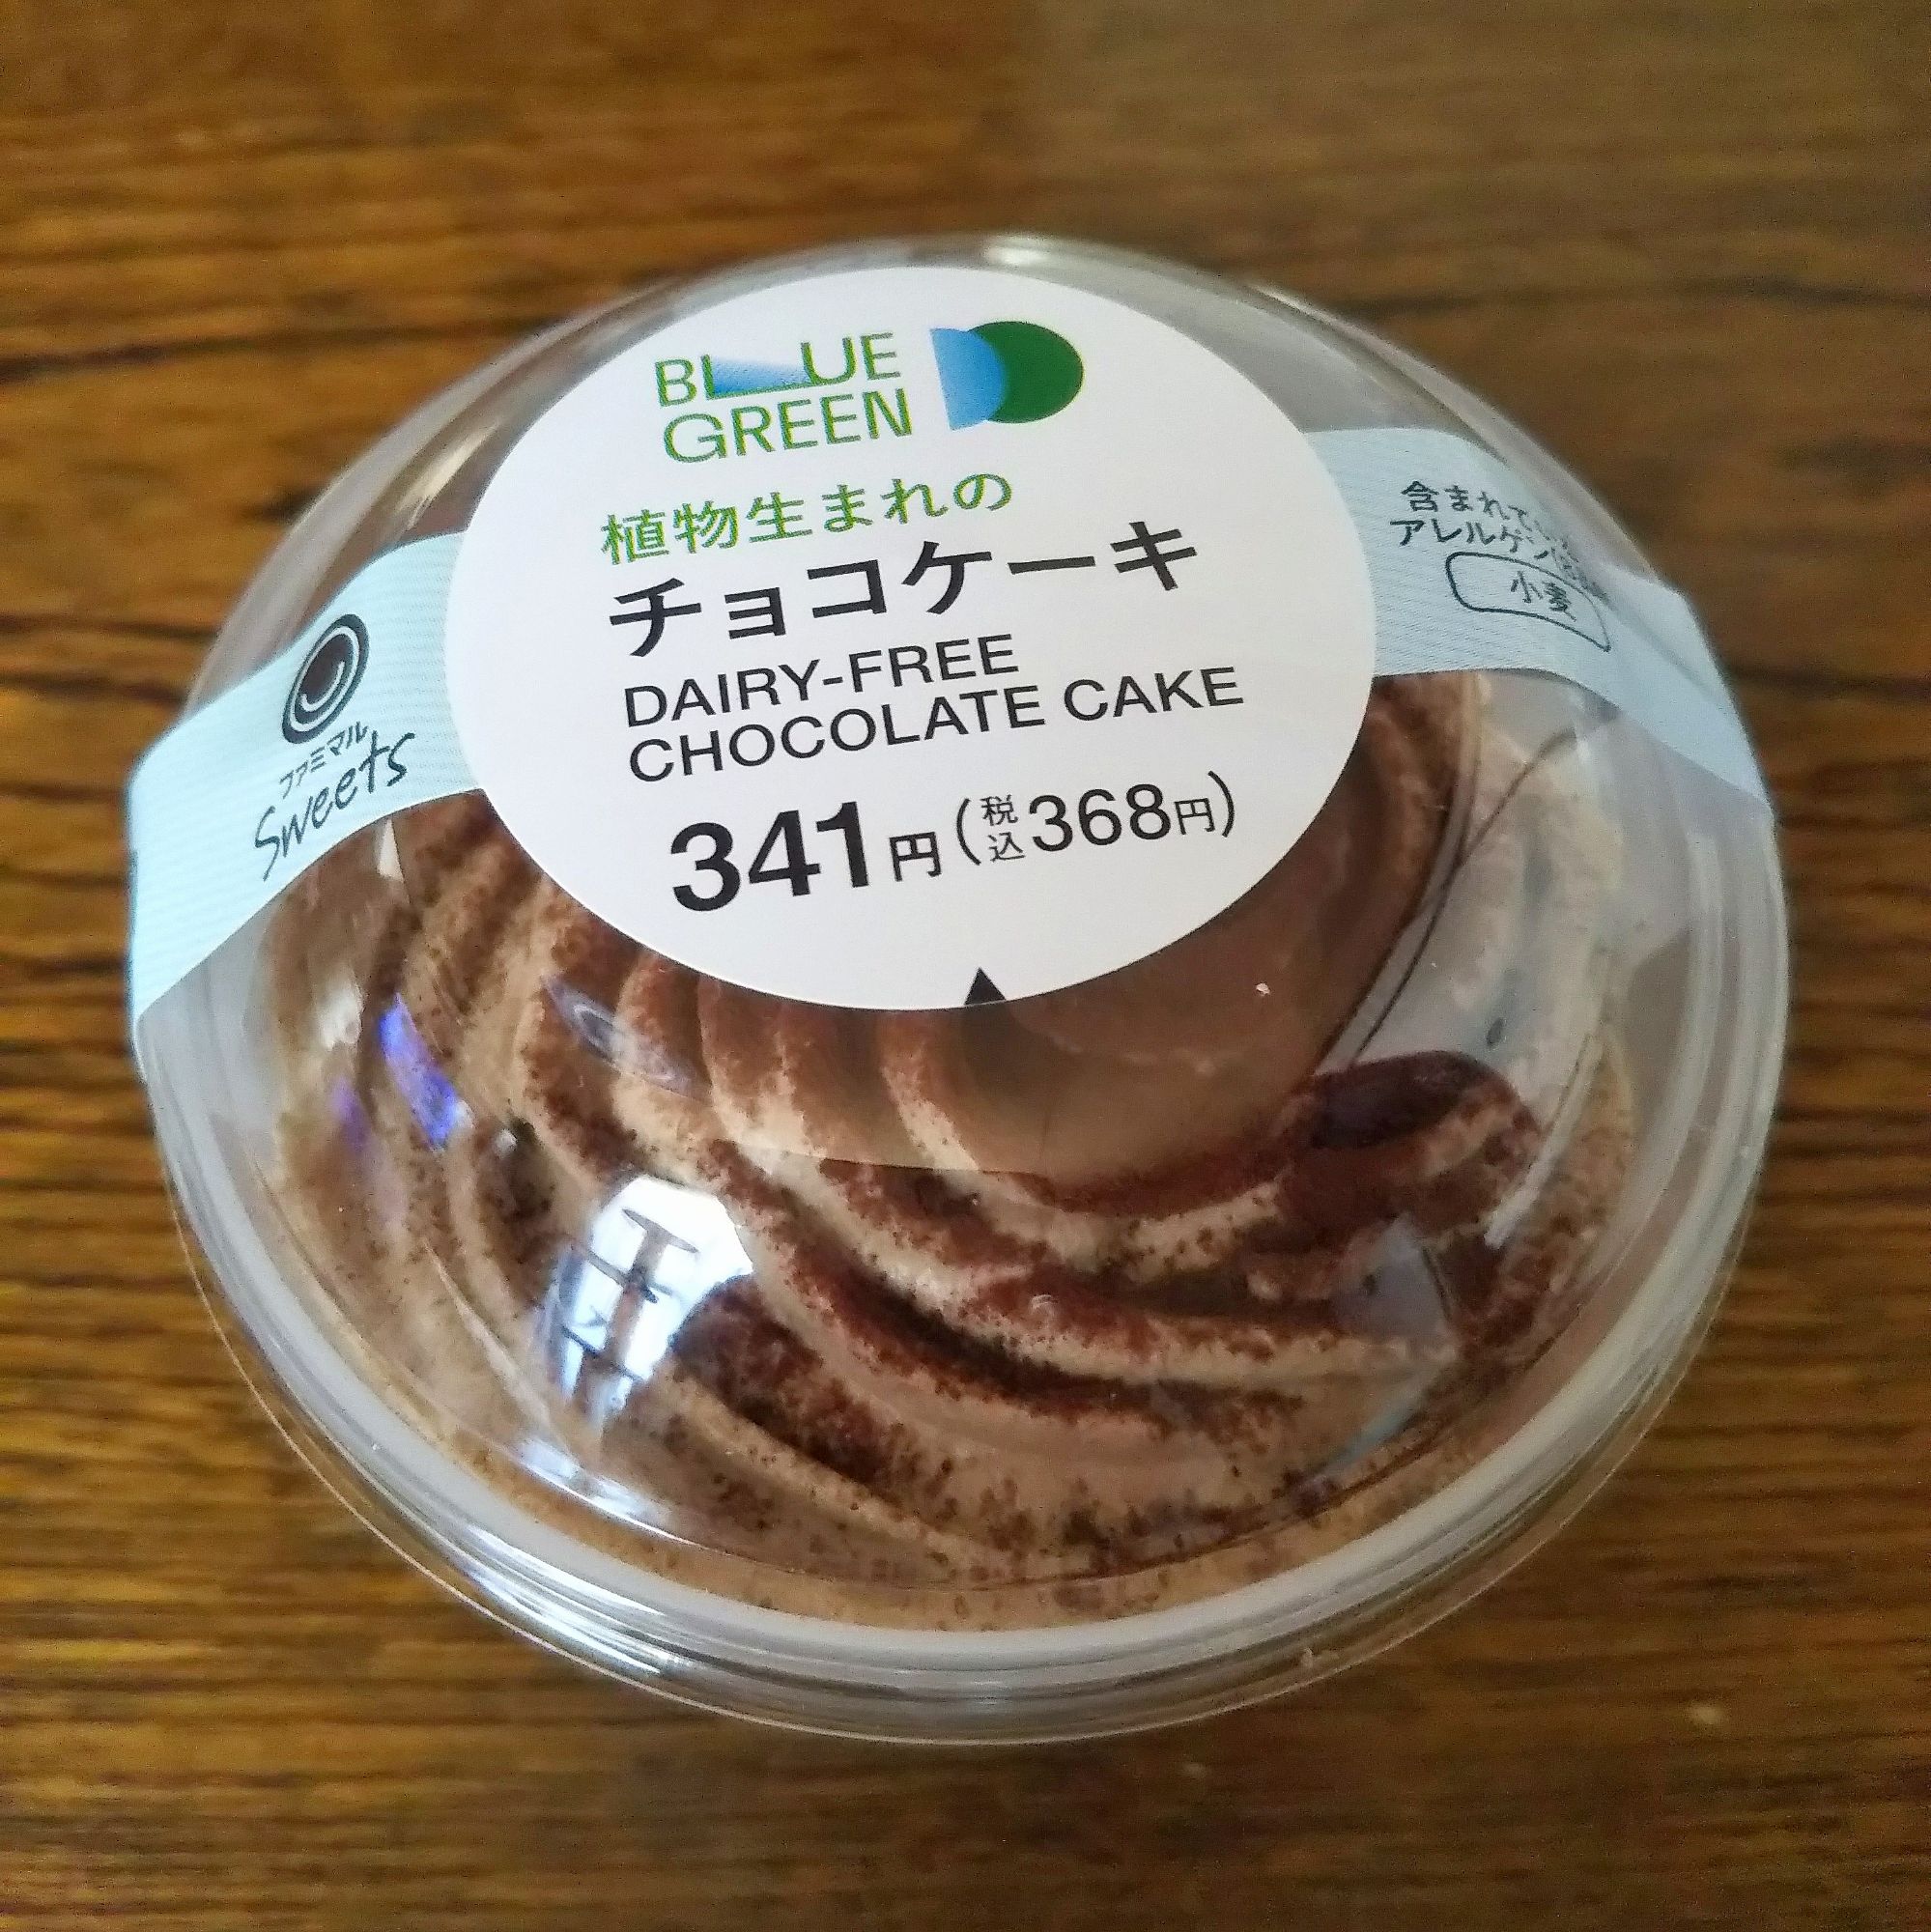 BLUE
GREEN
植物生まれの
チョコケーキ
DAIRY-FREE
CHOCOLATE CAKE
341円(税込368円)
ファミマル
Sweets
含まれて
アレルゲン
小麦